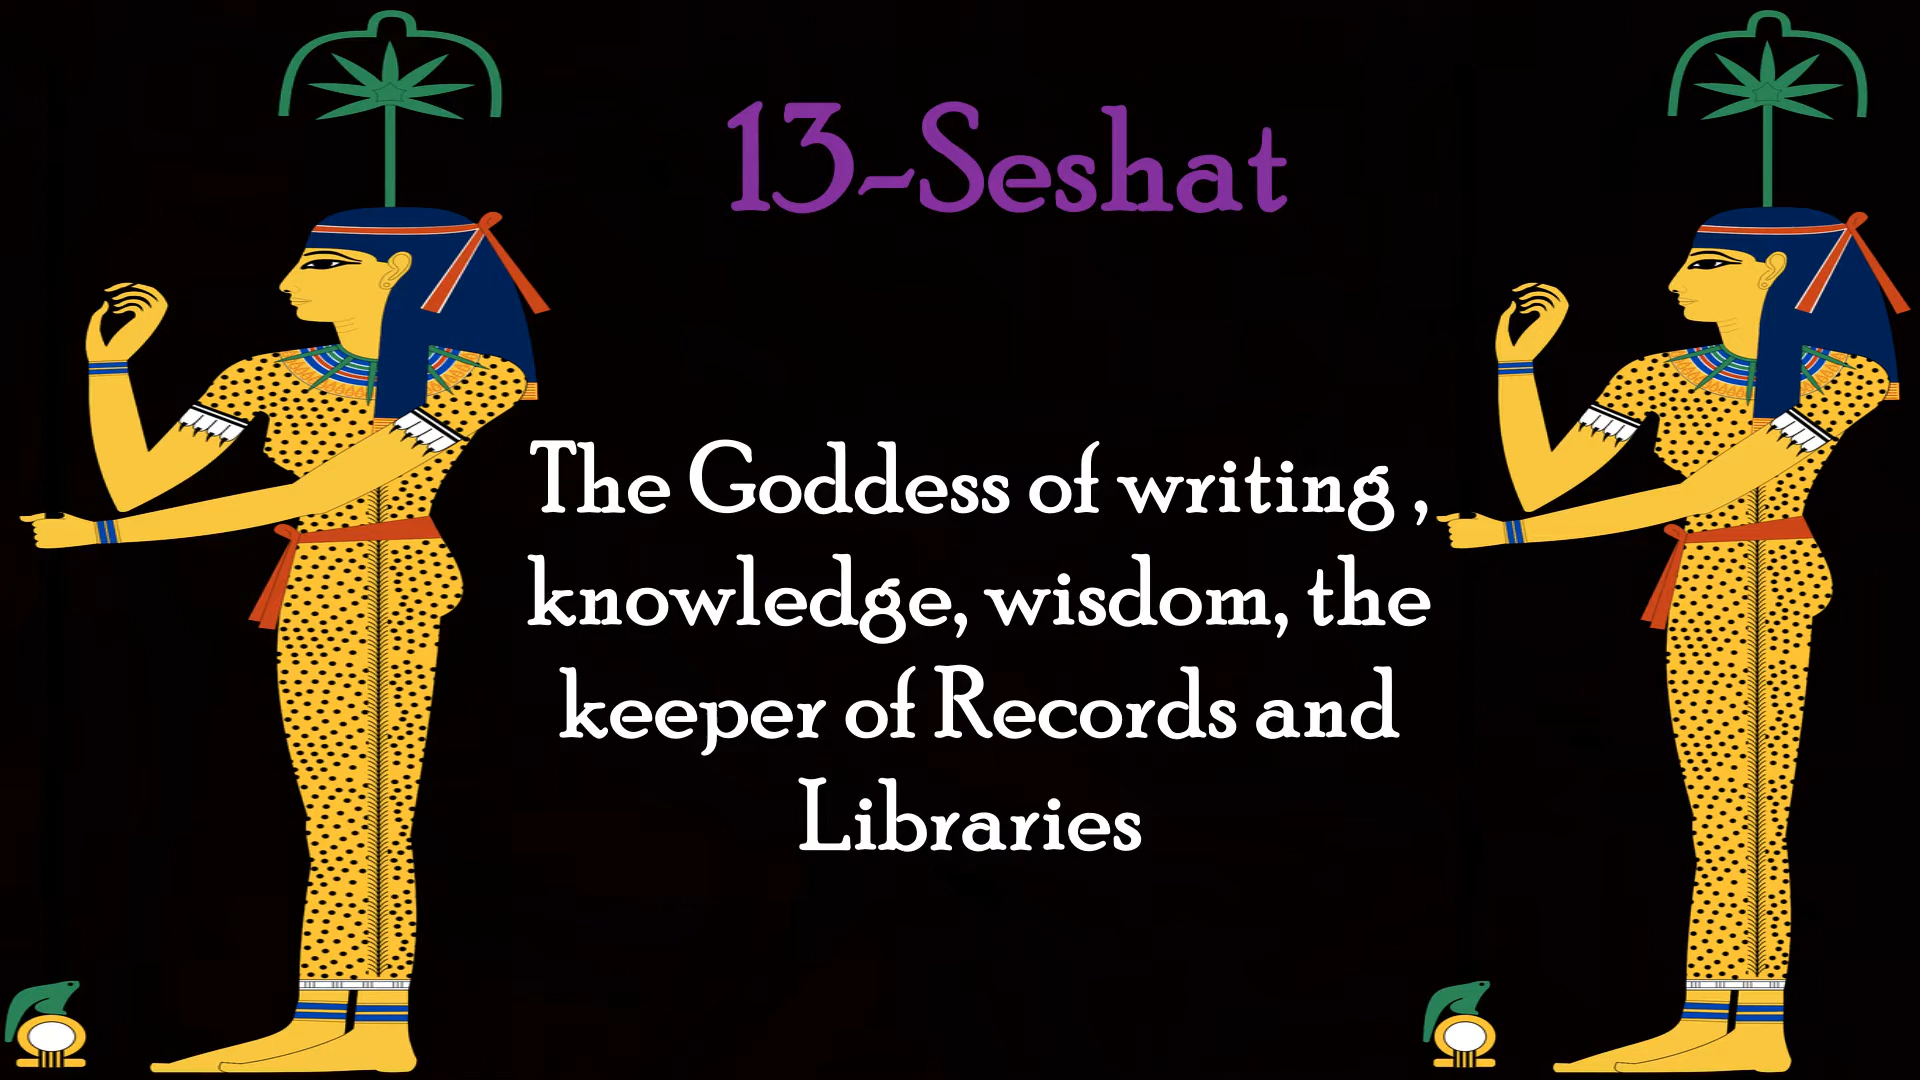 13-Seshat
The Goddess of writing ,
knowledge, wisdom, the
keeper of Records and
Libraries